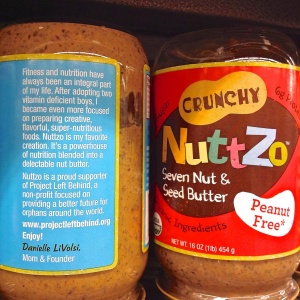 Fitness and nutrition have
always been an integral part
of my life. After adopting two
vitamin deficient boys, I
became even more focused
on preparing creative,
flavorful, super-nutritious
foods. Nuttzo is my favorite
creation. It's a powerhouse
of nutrition blended into a
delectable nut butter.
Nuttzo is a proud supporter
of Project Left Behind, a
non-profit focused on
providing a better future for
orphans around the world.
www.projectleftbehind.org
Enjoy!
Danielle LiVolsi,
Mom & Founder
CRUNCHY
NuttZo
Seven Nut &
Seed Butter
Peanut
Free*
Ingredients
NET WT. 16 OZ (1lb) 454 g